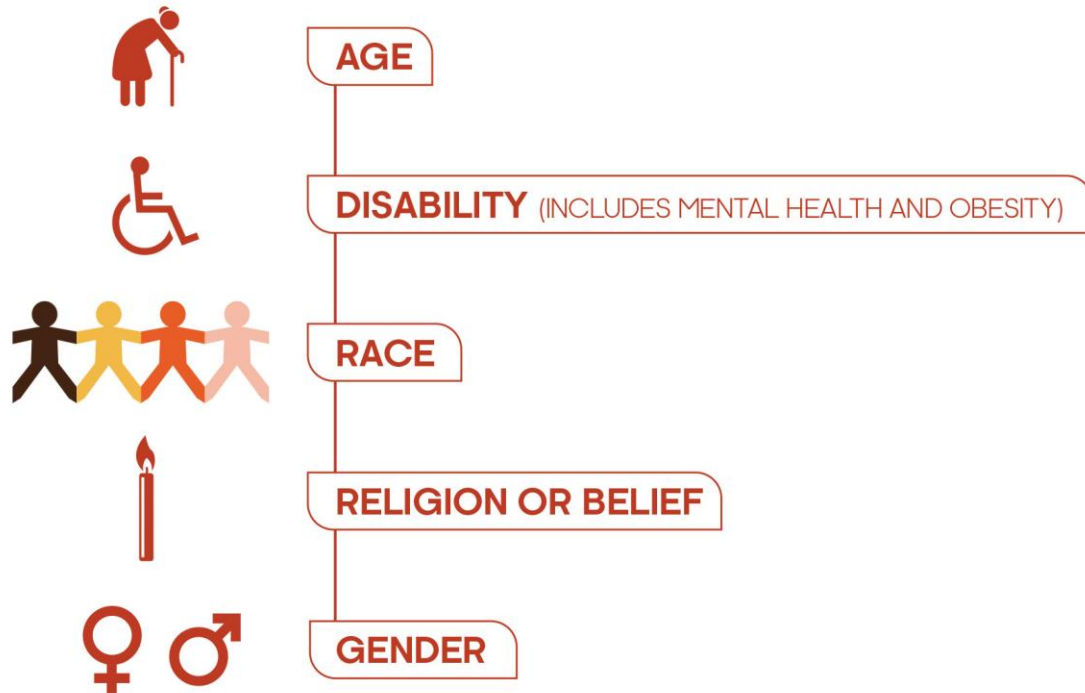 AGE
DISABILITY (INCLUDES MENTAL HEALTH AND OBESITY)
RACE
RELIGION OR BELIEF
GENDER